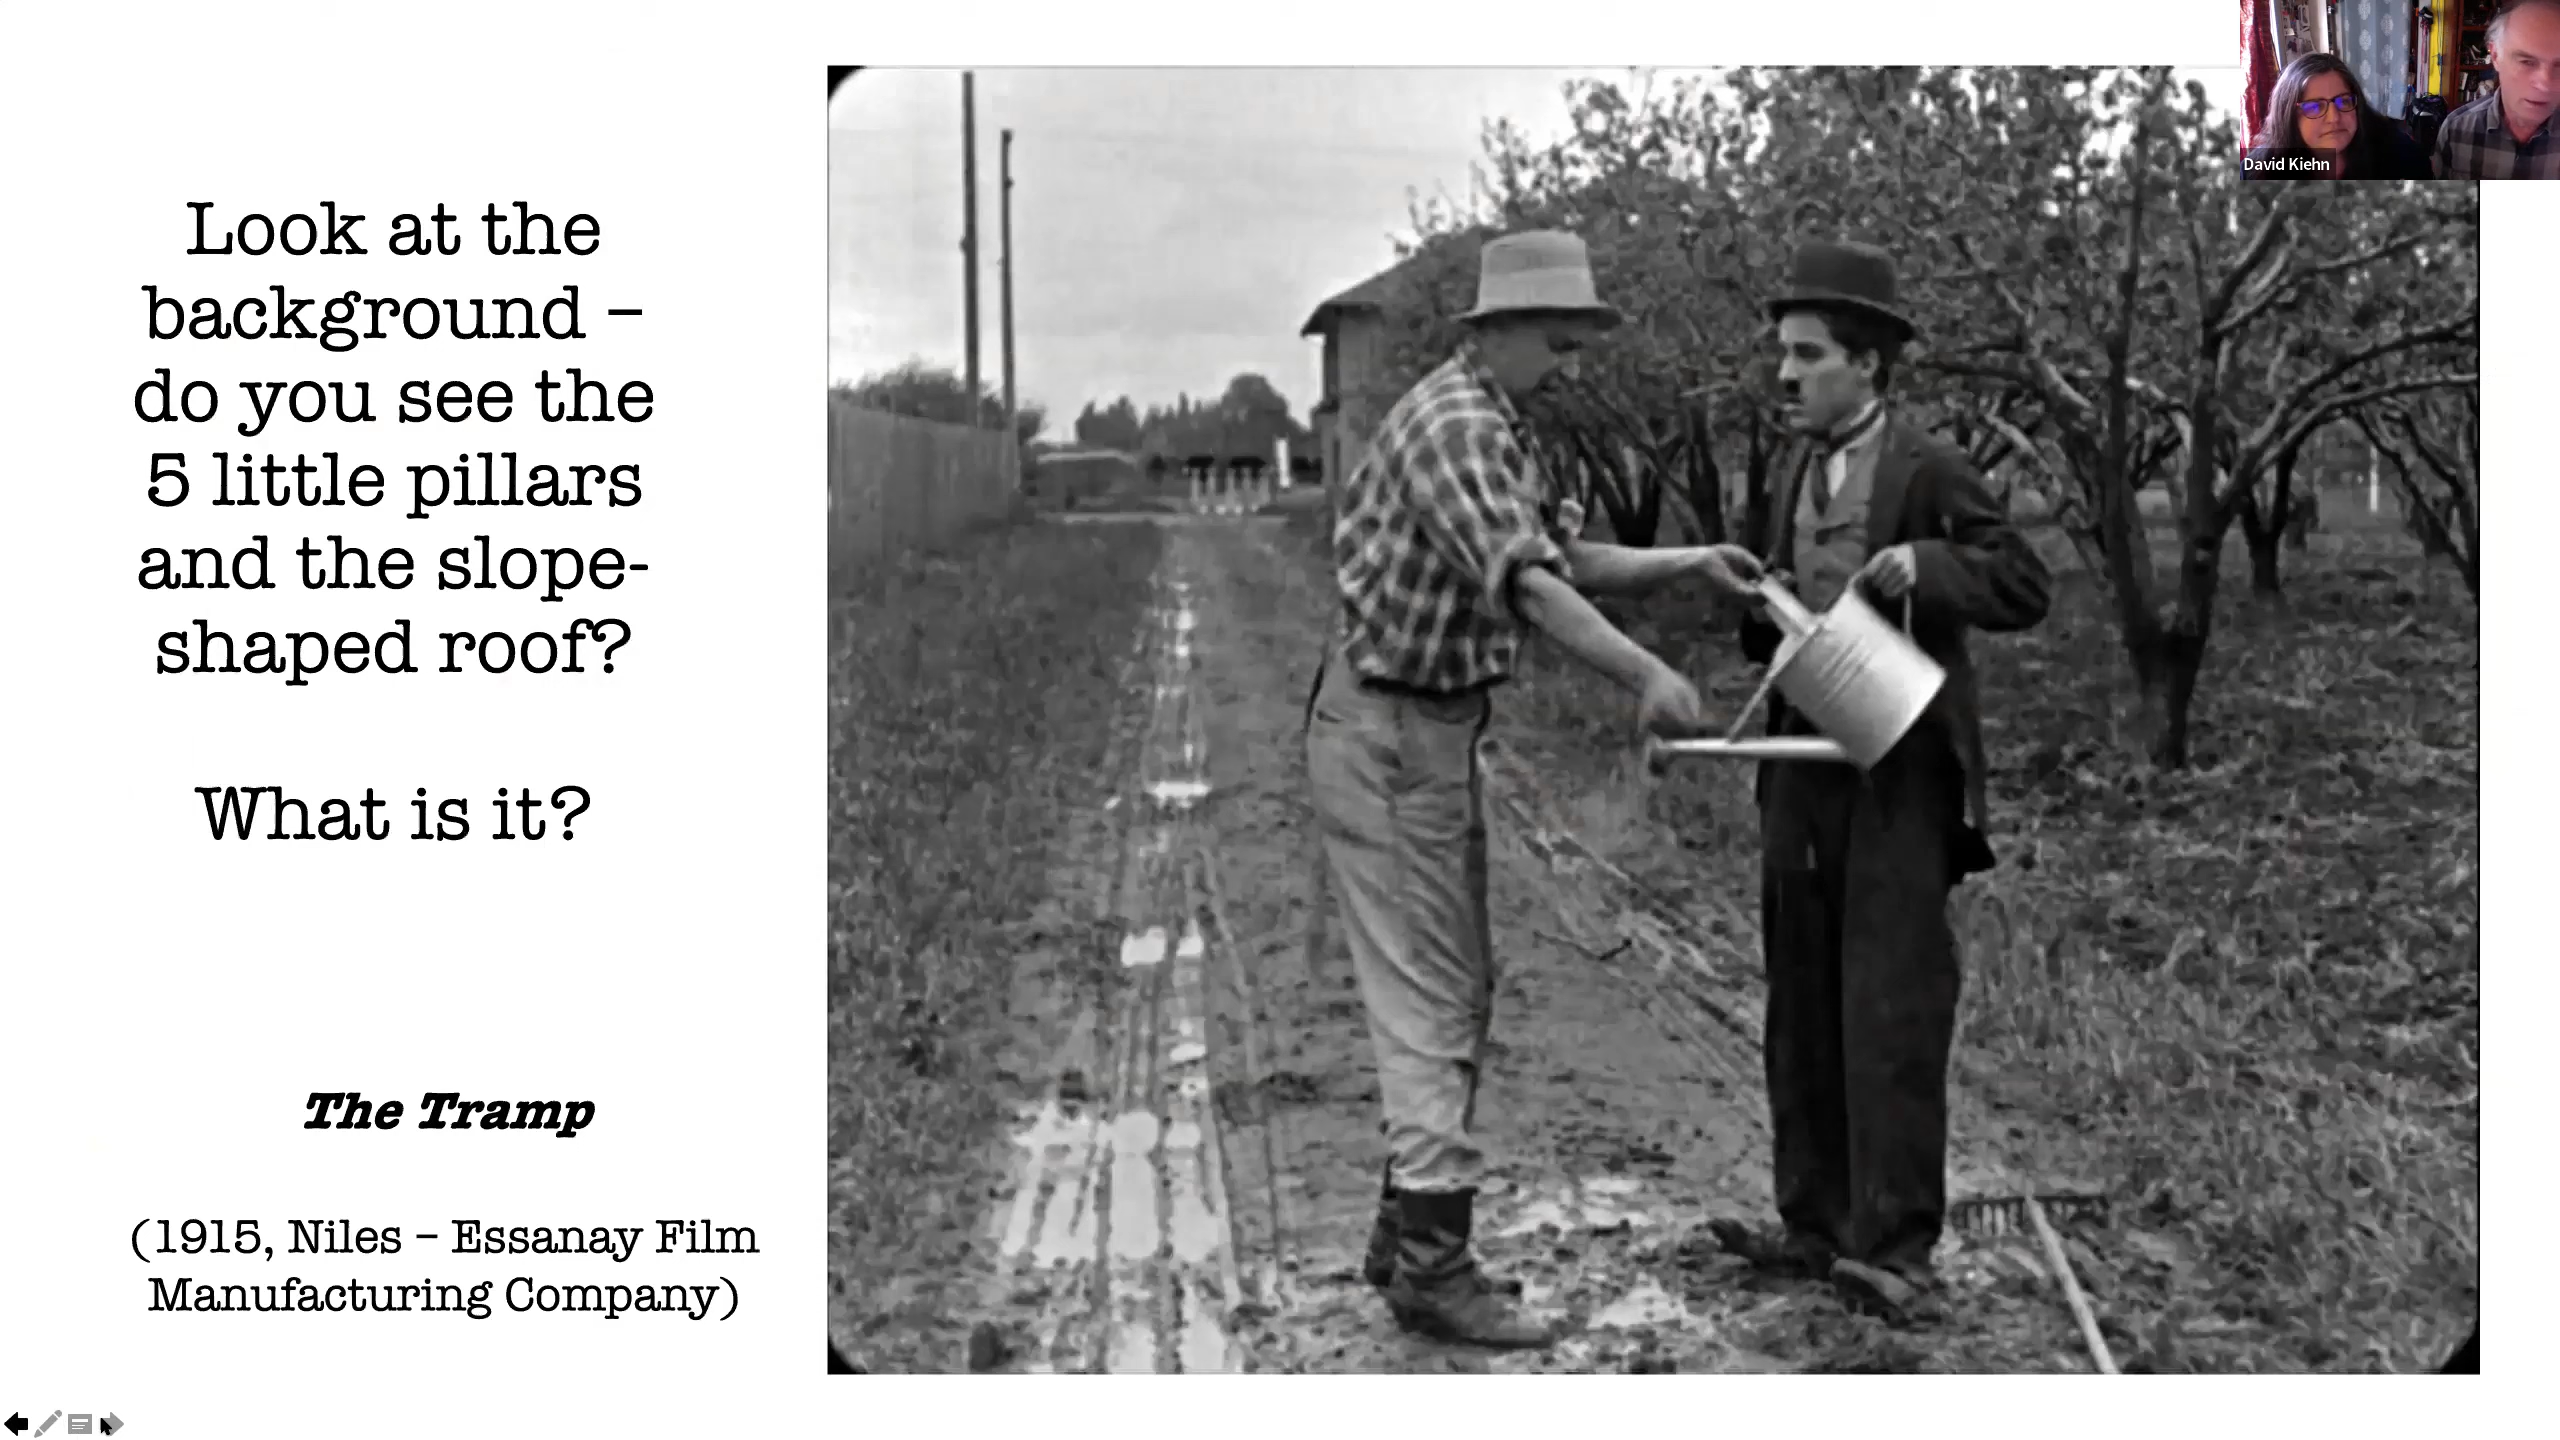 Look at the
background –
do you see the
5 little pillars
and the slope-
shaped roof?
What is it?
The Tramp
(1915, Niles – Essanay Film
Manufacturing Company)
David Kiehn